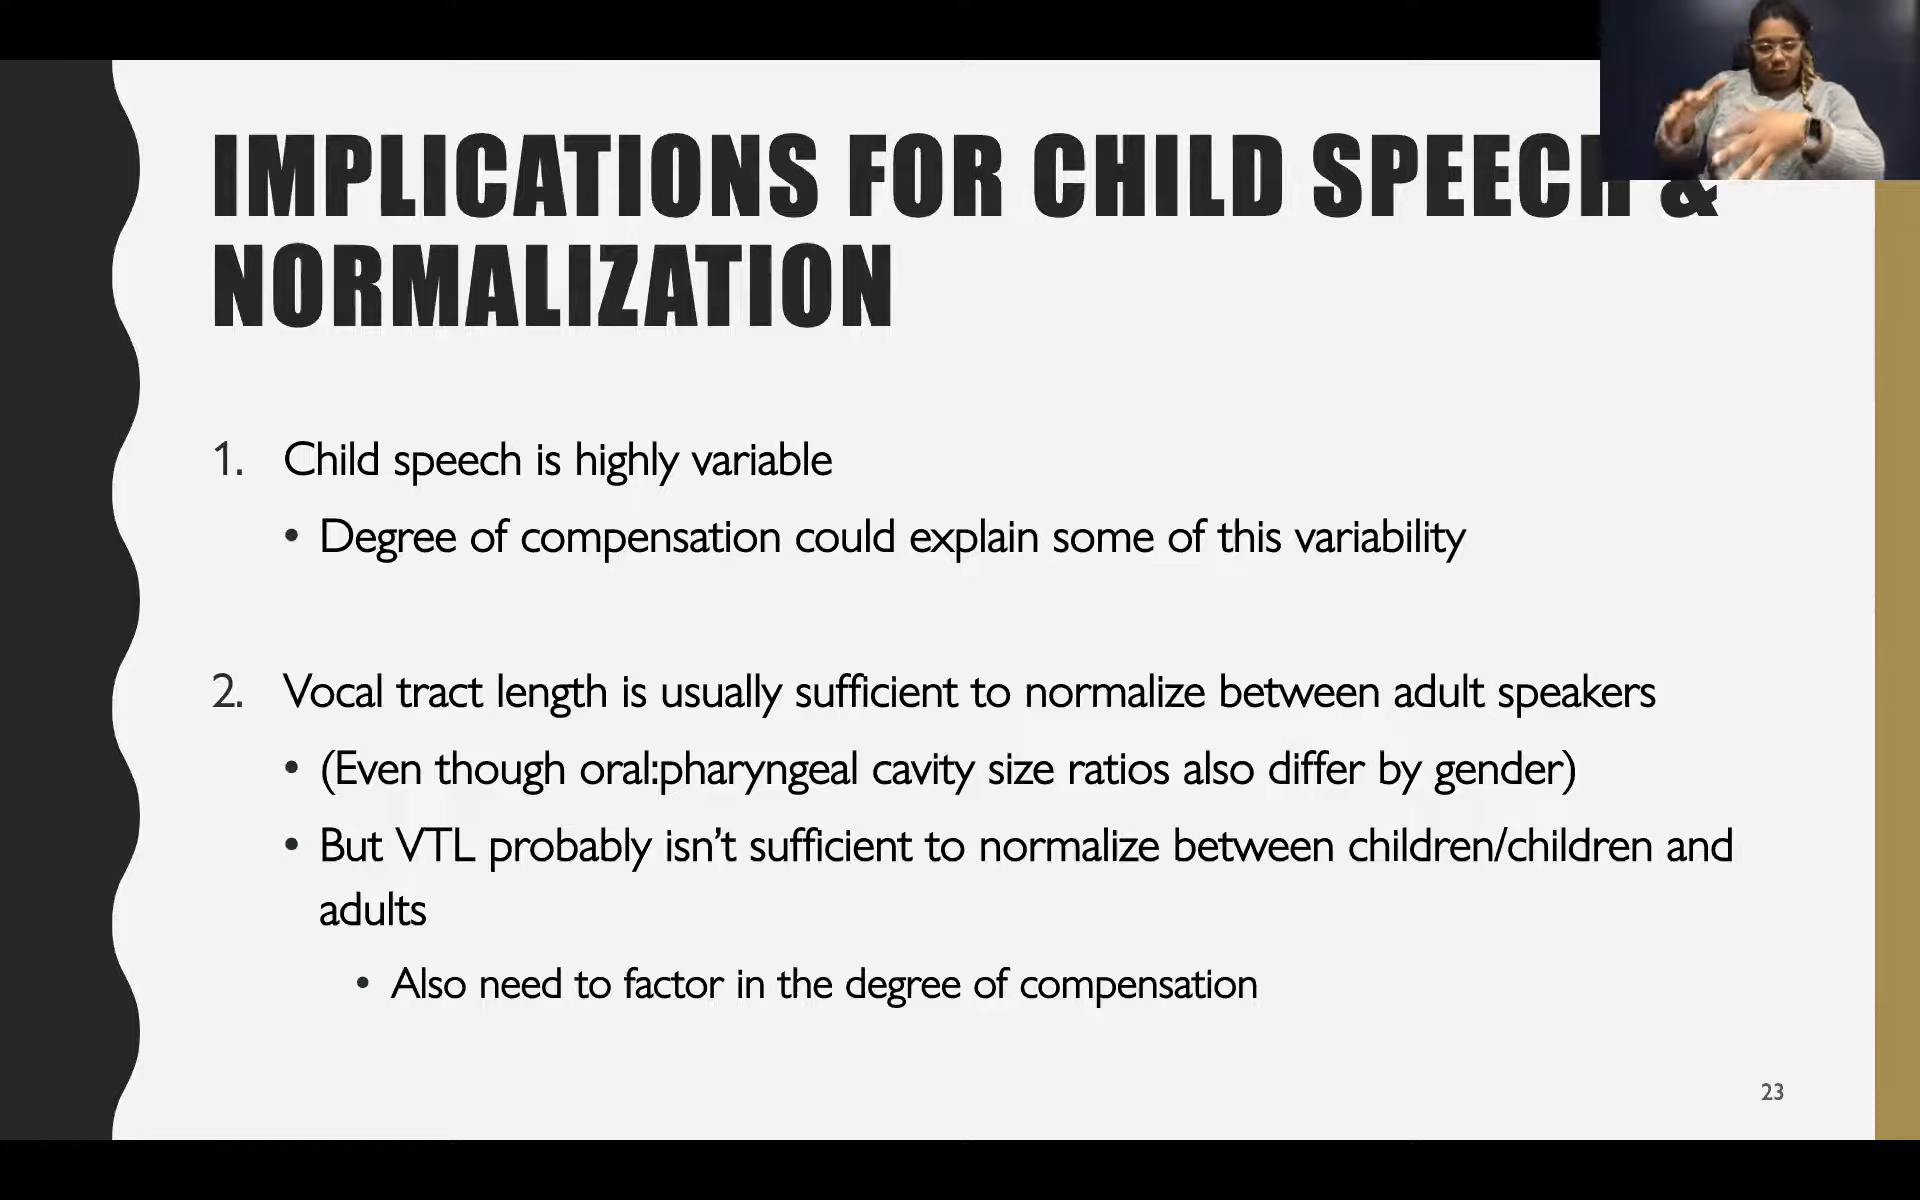 IMPLICATIONS FOR CHILD SPEECH &
NORMALIZATION
1. Child speech is highly variable
• Degree of compensation could explain some of this variability
2. Vocal tract length is usually sufficient to normalize between adult speakers
• (Even though oral:pharyngeal cavity size ratios also differ by gender)
• But VTL probably isn’t sufficient to normalize between children/children and
adults
• Also need to factor in the degree of compensation
23